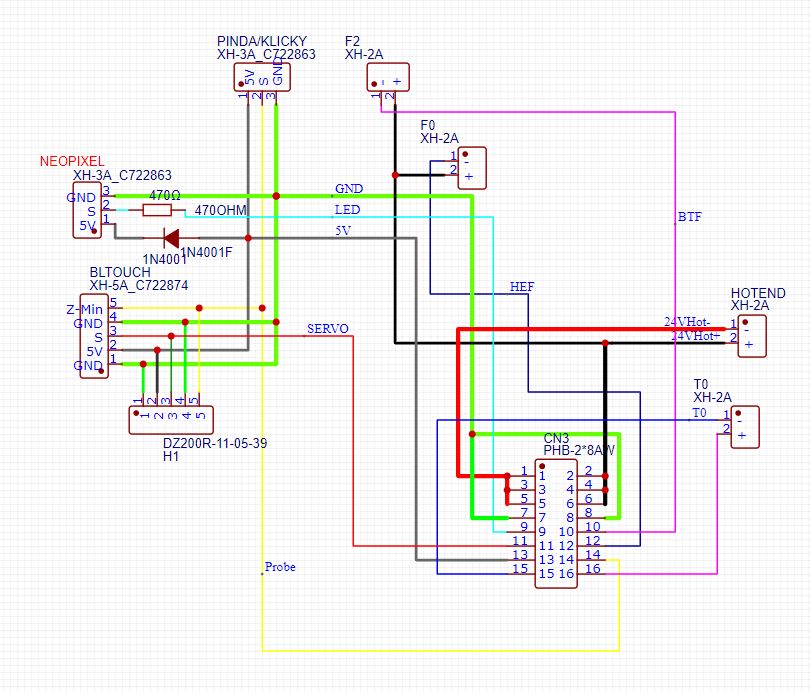 PINDA/KLICKY
XH-3A_C722863
5V
S
GND
1
2
3
F2
XH-2A
-
+
1
2
F0
XH-2A
1
2
-
+
NEOPIXEL
XH-3A_C722863
GND
S
5V
3
2
1
470Ω
470OHM
1N4001
1N4001F
GND
LED
5V
BTF
HEF
BLTOUCH
XH-5A_C722874
Z-Min
GND
S
5V
GND
5
4
3
2
1
SERVO
HOTEND
XH-2A
24VHot-
24VHot+
1
2
-
+
T0
XH-2A
T0
1
2
-
+
1 2 3 4 5
1 2 3 4 5
DZ200R-11-05-39
H1
CN3
PHB-2*8AW
1 1 2 2
3 3 4 4
5 5 6 6
7 7 8 8
9 9 10 10
11 11 12 12
13 13 14 14
15 15 16 16
Probe